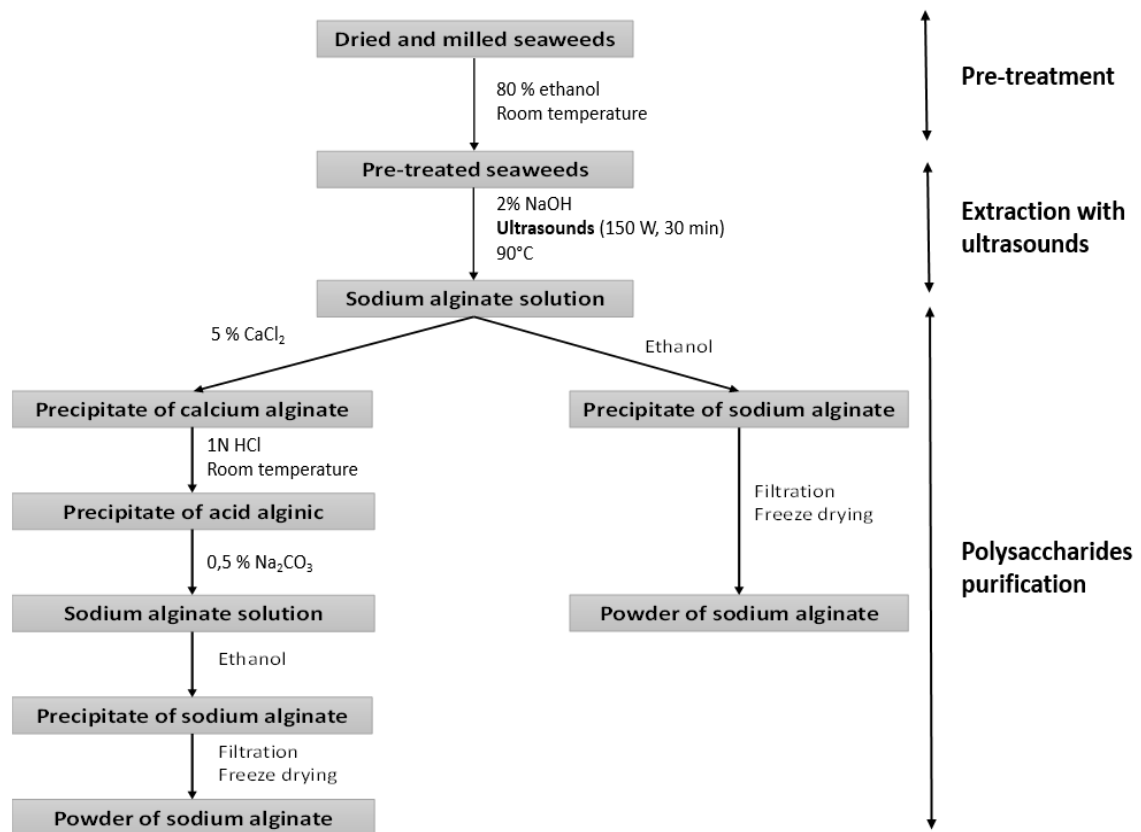 Dried and milled seaweeds
80 % ethanol
Room temperature
Pre-treatment
Pre-treated seaweeds
2% NaOH
Ultrasounds (150 W, 30 min)
90°C
Extraction with
ultrasounds
Sodium alginate solution
5 % CaCl₂
Ethanol
Precipitate of calcium alginate
Precipitate of sodium alginate
1N HCl
Room temperature
Filtration
Freeze drying
Precipitate of acid alginic
0,5 % Na₂CO₃
Polysaccharides
purification
Sodium alginate solution
Powder of sodium alginate
Ethanol
Precipitate of sodium alginate
Filtration
Freeze drying
Powder of sodium alginate